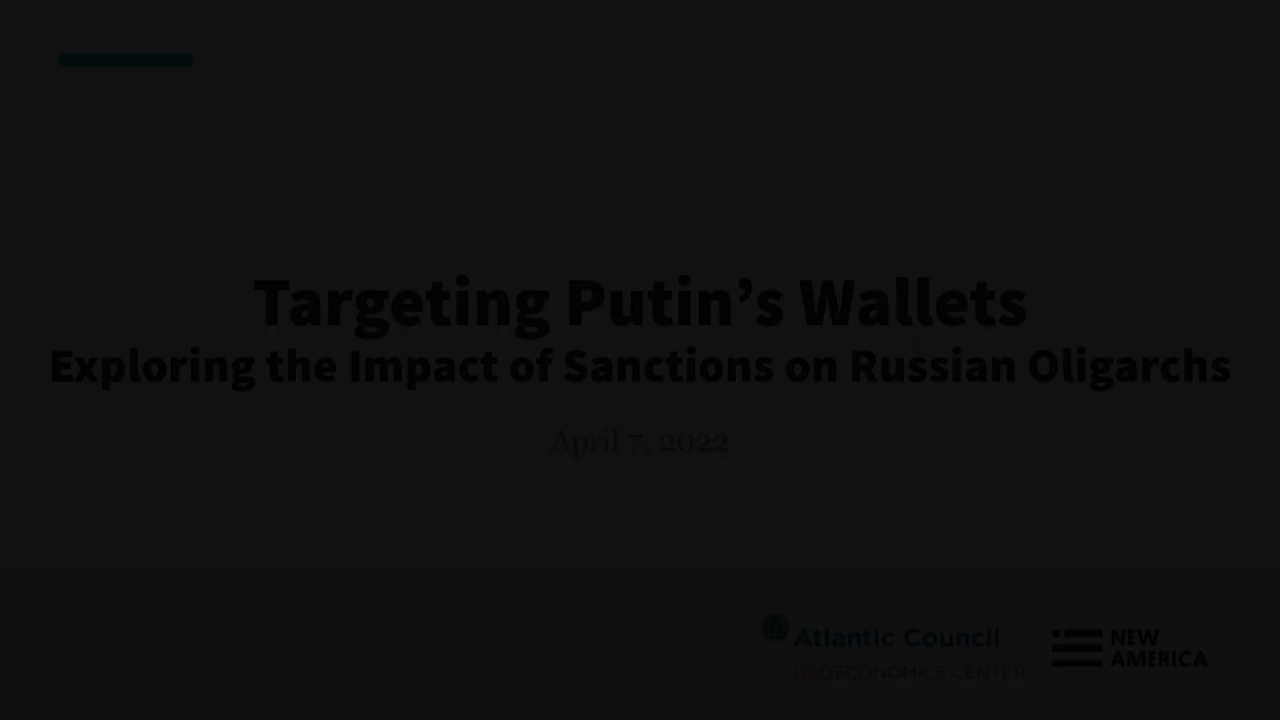 Targeting Putin’s Wallets
Exploring the Impact of Sanctions on Russian Oligarchs
April 7, 2022
Atlantic Council
GEOECONOMICS CENTER
NEW
AMERICA